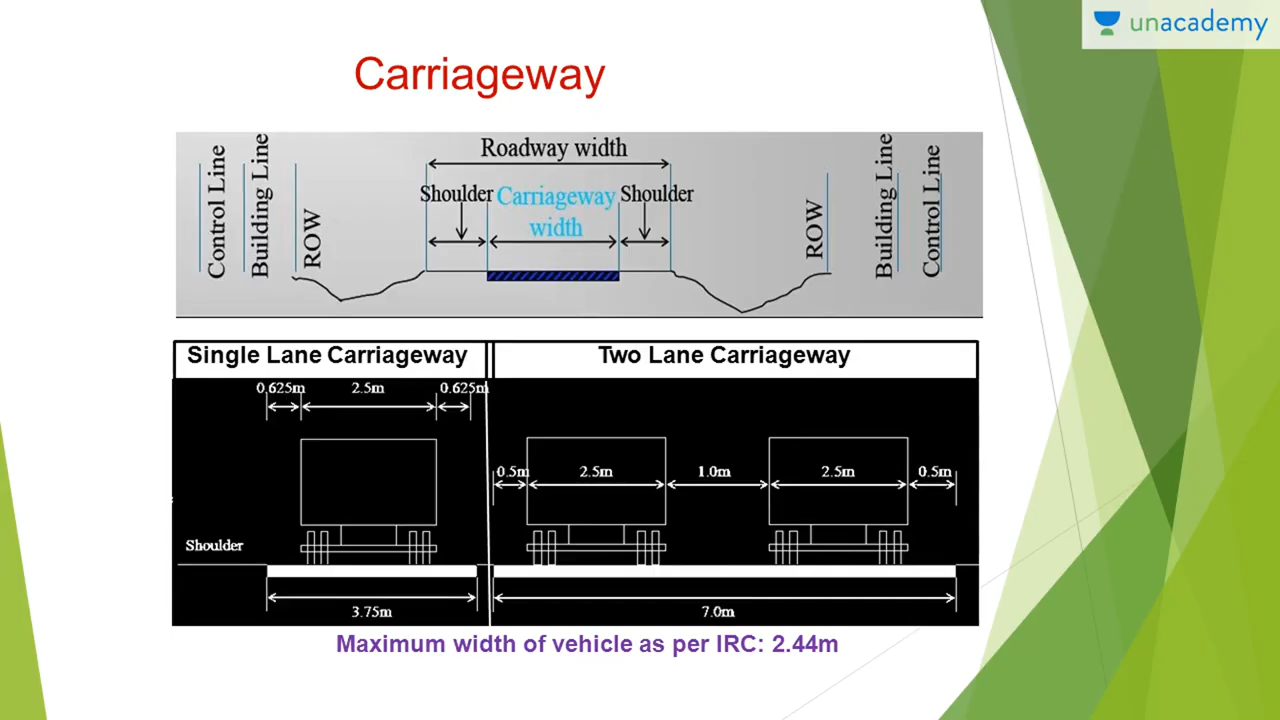 unacademy
Carriageway
Roadway width
Shoulder Carriageway Shoulder
width
Control Line
Building Line
ROW
ROW
Building Line
Control Line
Single Lane Carriageway
Two Lane Carriageway
0.625m 2.5m 0.625m
0.5m 2.5m 1.0m 2.5m 0.5m
Shoulder
3.75m
7.0m
Maximum width of vehicle as per IRC: 2.44m